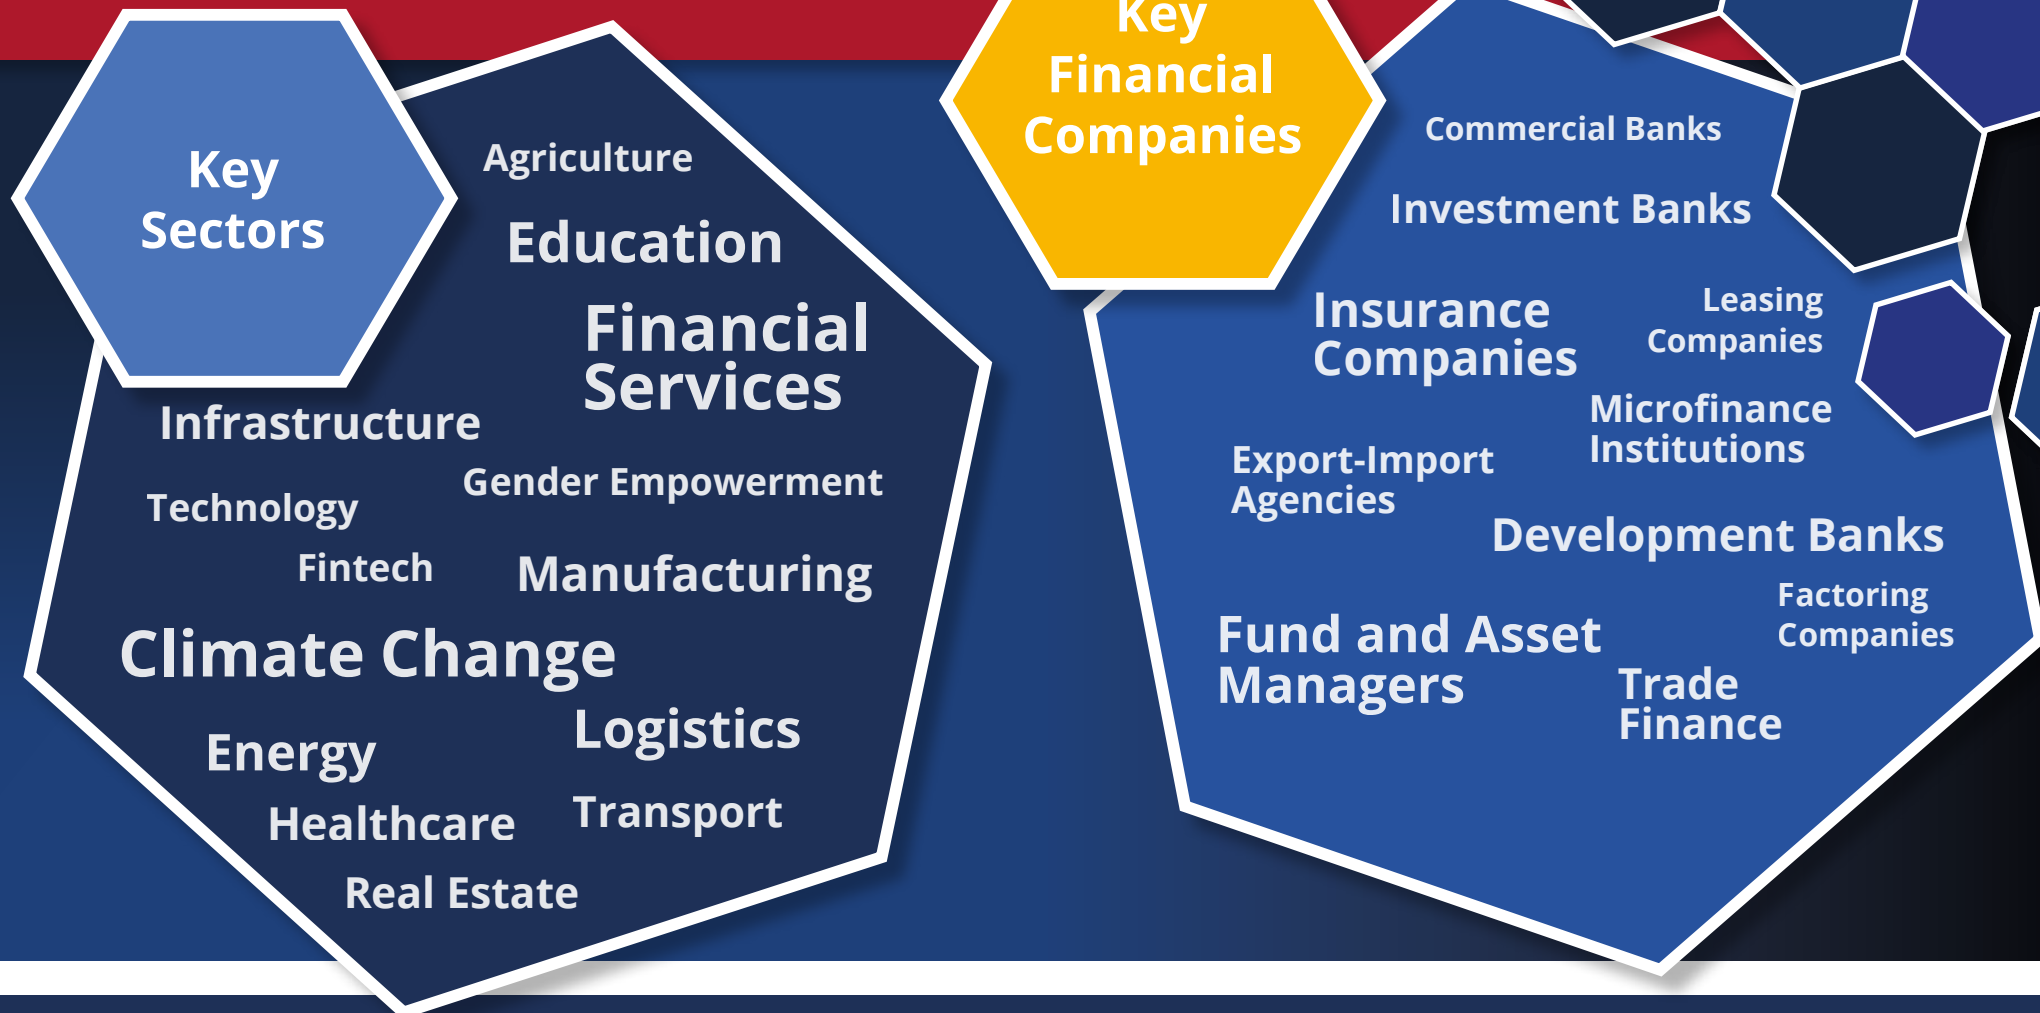 Key
Sectors
Agriculture
Education
Financial
Services
Infrastructure
Gender Empowerment
Technology
Fintech
Manufacturing
Climate Change
Logistics
Energy
Healthcare
Transport
Real Estate
Key
Financial
Companies
Commercial Banks
Investment Banks
Insurance
Companies
Leasing
Companies
Microfinance
Institutions
Export-Import
Agencies
Development Banks
Factoring
Companies
Fund and Asset
Managers
Trade
Finance